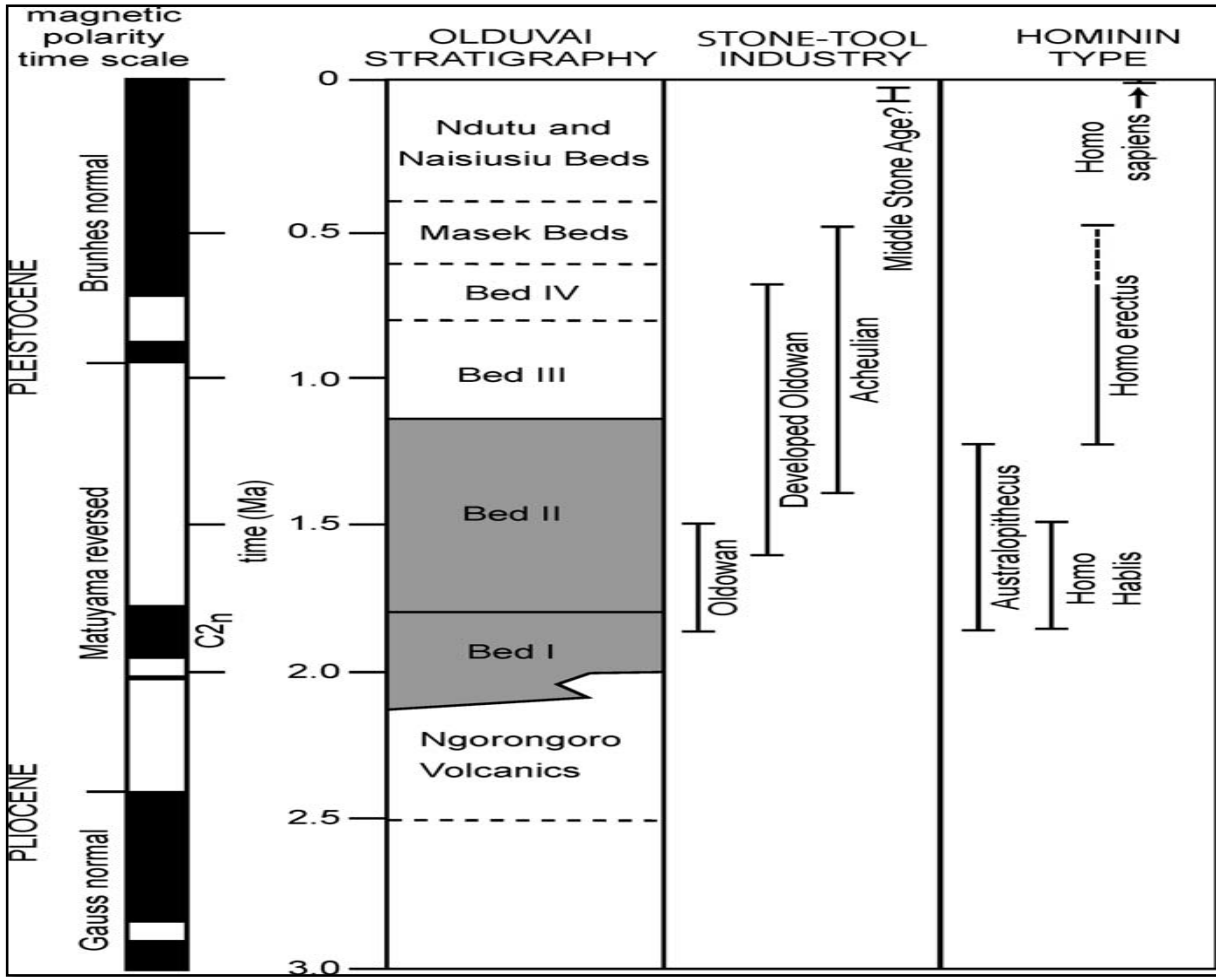 magnetic
polarity
time scale
OLDUVAI
STRATIGRAPHY
STONE-TOOL
INDUSTRY
HOMININ
TYPE
PLEISTOCENE
PLIOCENE
Brunhes normal
Matuyama reversed
Gauss normal
C2n
time (Ma)
0
0.5
1.0
1.5
2.0
2.5
3.0
Ndutu and
Naisiusiu Beds
Masek Beds
Bed IV
Bed III
Bed II
Bed I
Ngorongoro
Volcanics
Oldowan
Developed Oldowan
Acheulian
Middle Stone Age?
Australopithecus
Homo
Hablis
Homo erectus
Homo
sapiens